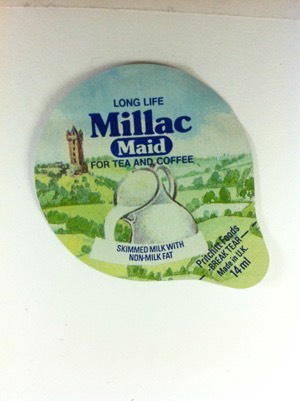 LONG LIFE
Millac
Maid
FOR TEA AND COFFEE
SKIMMED MILK WITH
NON-MILK FAT
Pritchitt Foods
-BREAK TEAR-
Made in U.K.
14 ml